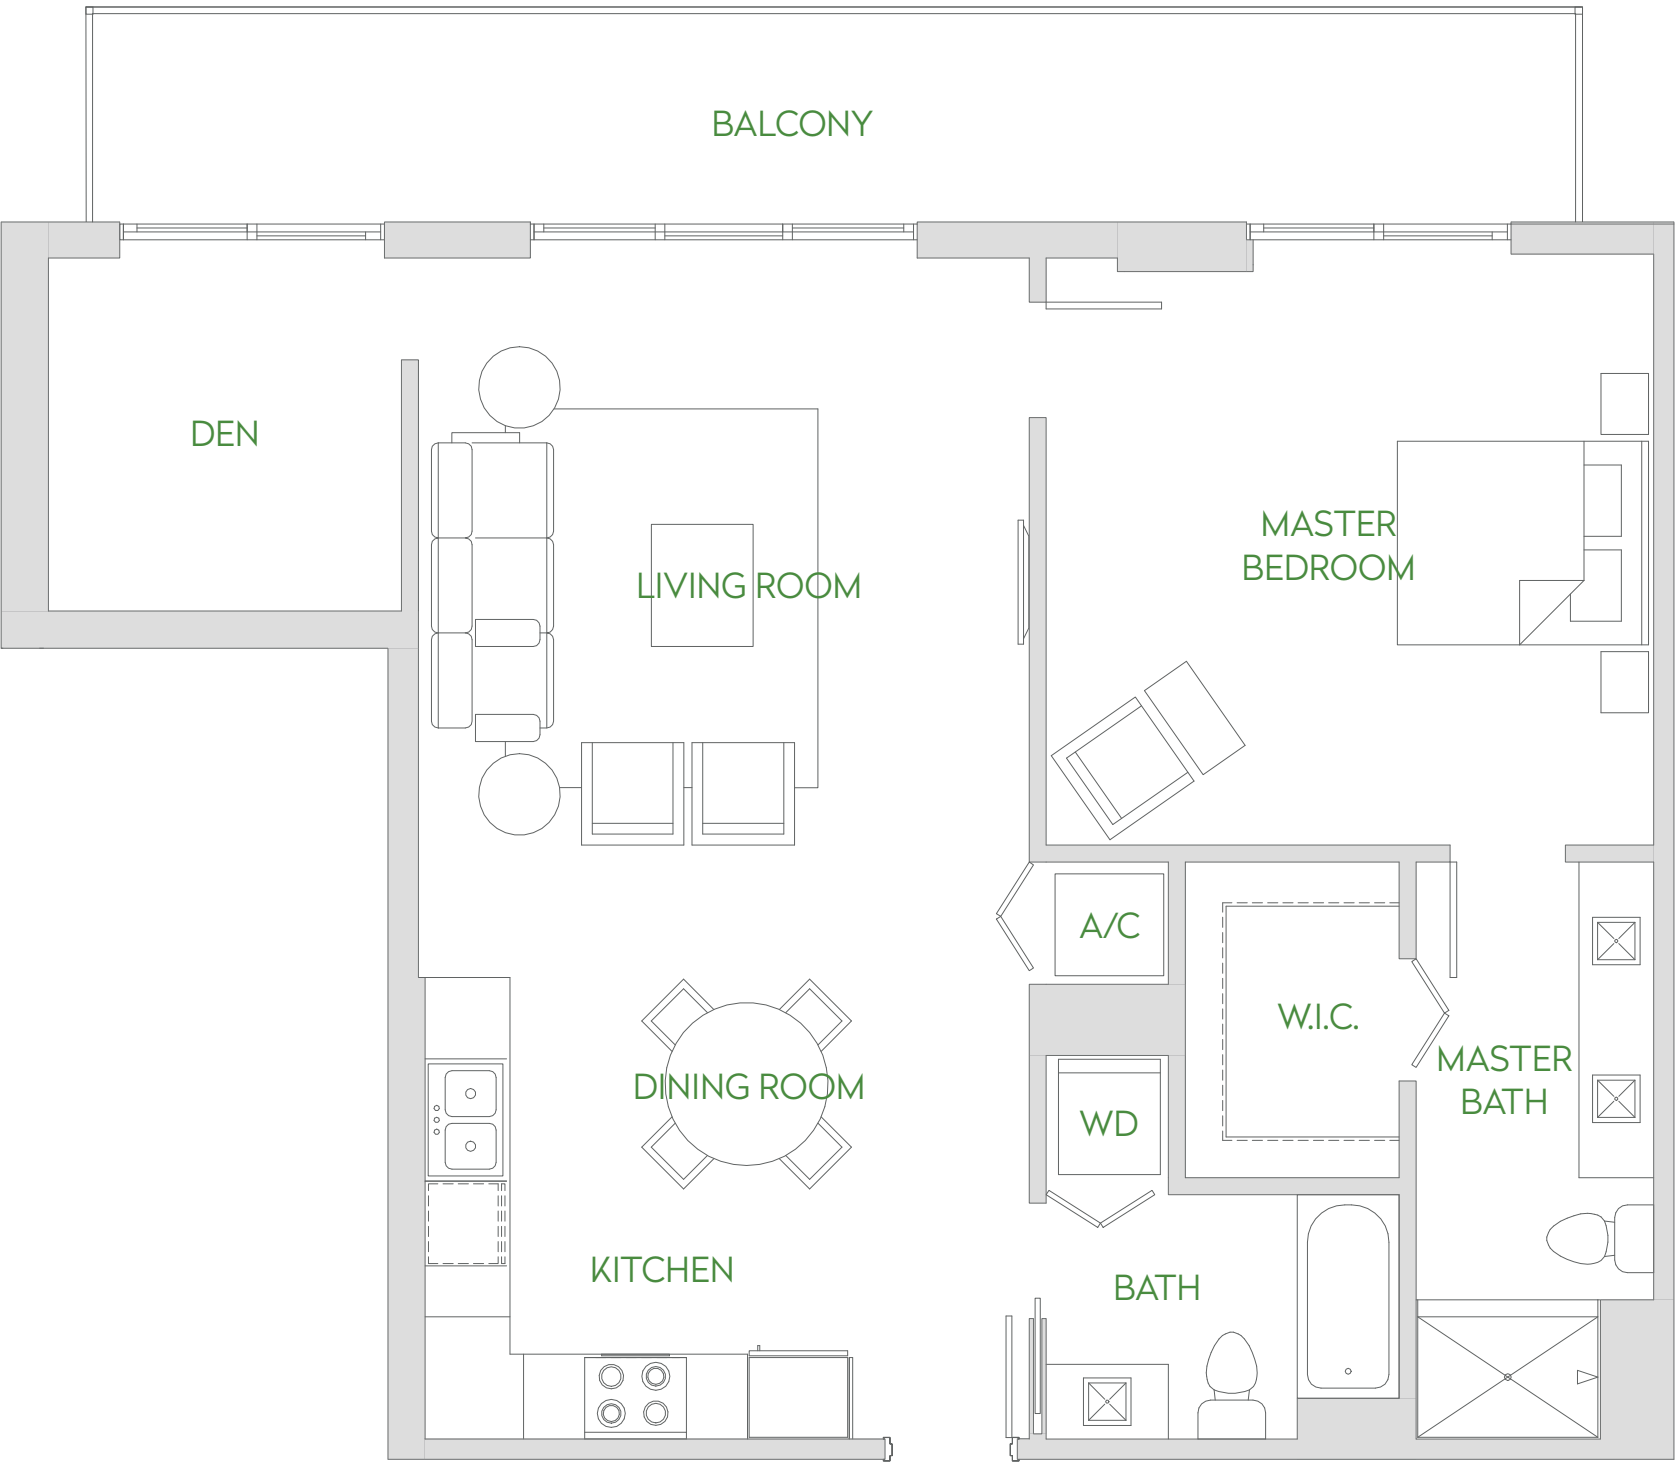 BALCONY
DEN
MASTER
BEDROOM
LIVING ROOM
A/C
W.I.C.
MASTER
BATH
DINING ROOM
WD
KITCHEN
BATH